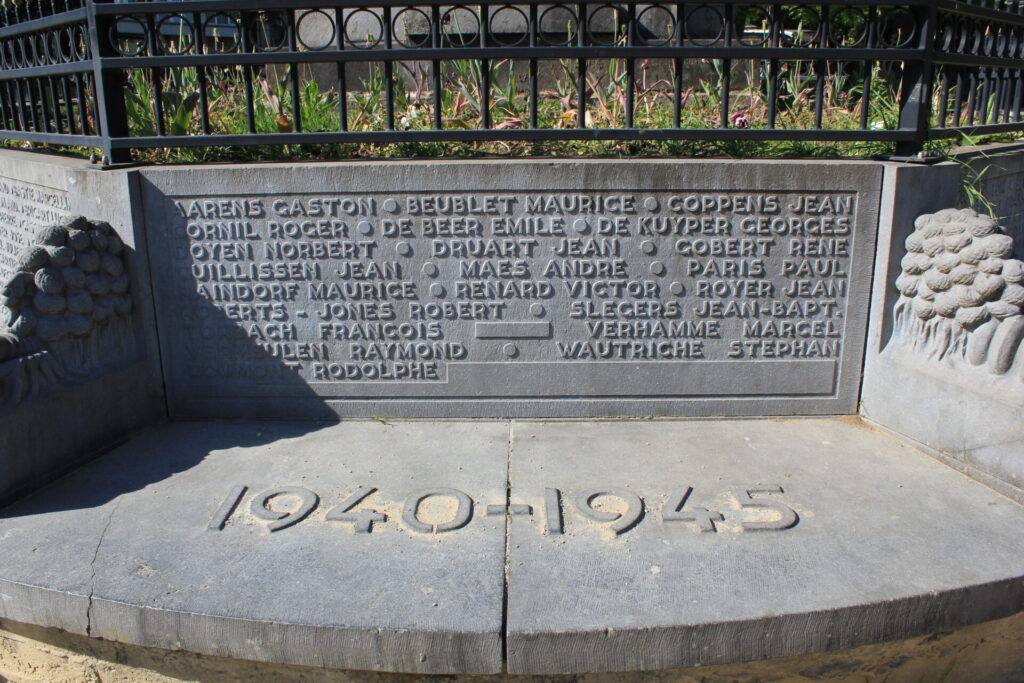 AARENS GASTON ○ BEUBLET MAURICE ○ COPPENS JEAN
CORNIL ROGER ○ DE BEER EMILE ○ DE KUYPER GEORGES
DOYEN NORBERT ○ DRUART JEAN ○ GOBERT RENE
GUILLISSEN JEAN ○ MAES ANDRE ○ PARIS PAUL
MAURICE ○ RENARD VICTOR ○ ROYER JEAN
ROBERTS - JONES ROBERT ○ SLEGERS JEAN-BAPT.
FRANÇOIS VERHAMME MARCEL
RAYMOND ○ WAUTRICHE STEPHAN
RODOLPHE
1940-1945